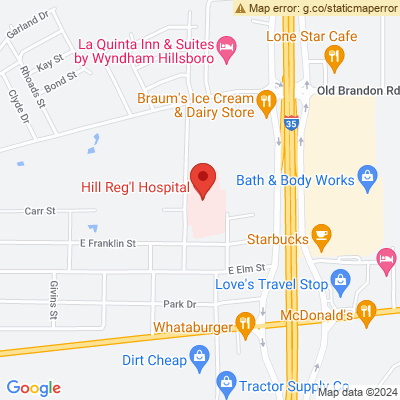 Map error: g.co/staticmaperror
Garland Dr
La Quinta Inn & Suites
by Wyndham Hillsboro
Lone Star Cafe
Kay St
Bond St
Rhoads St
Clyde Dr
Braum's Ice Cream
& Dairy Store
Old Brandon Rd
35
Hill Reg'l Hospital
Bath & Body Works
Carr St
Starbucks
E Franklin St
E Elm St
Love's Travel Stop
Givins St
Park Dr
McDonald's
Whataburger
Dirt Cheap
Tractor Supply Co
Google
Map data ©2024